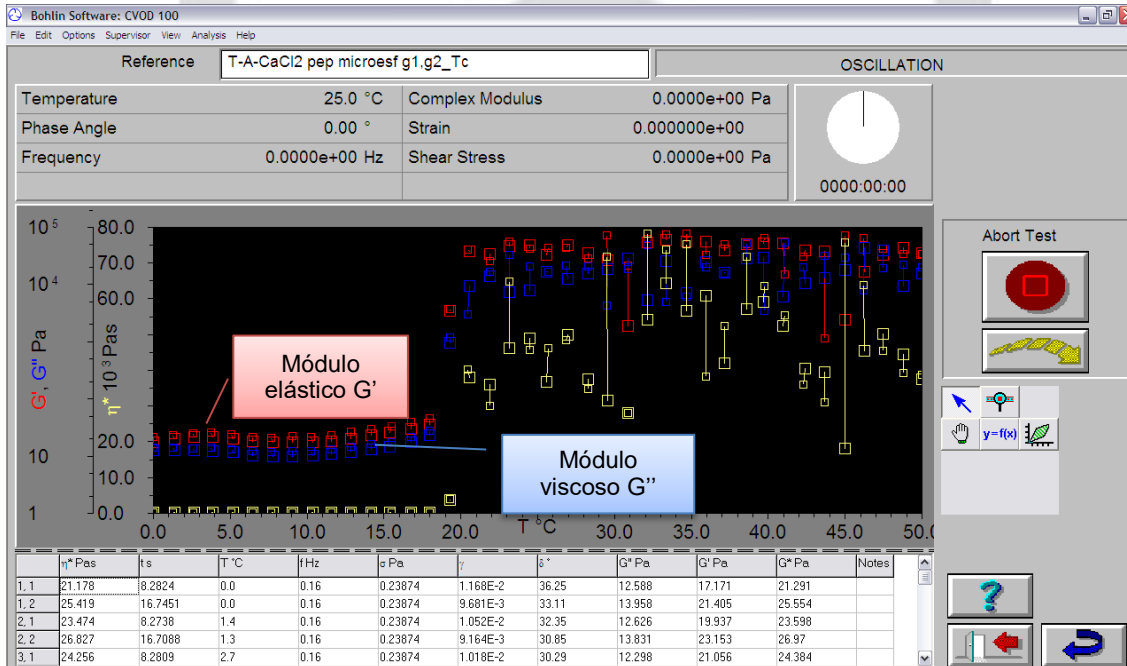 Bohlin Software: CVOD 100
File Edit Options Supervisor View Analysis Help
Reference T-A-CaCl2 pep microesf g1,g2_Tc OSCILLATION
Temperature 25.0 °C Complex Modulus 0.0000e+00 Pa
Phase Angle 0.00 ° Strain 0.000000e+00
Frequency 0.0000e+00 Hz Shear Stress 0.0000e+00 Pa
0000:00:00
Abort Test
G', G" Pa
10 5
10 4
10
1
η* 10 3 Pas
80.0
70.0
60.0
20.0
10.0
0.0
Módulo
elástico G’
Módulo
viscoso G’’
T °C
0.0 5.0 10.0 15.0 20.0 30.0 35.0 40.0 45.0 50.
y=f(x)
η* Pas t s T °C f Hz σ Pa γ δ ° G" Pa G' Pa G* Pa Notes
1, 1 21.178 8.2824 0.0 0.16 0.23874 1.168E-2 36.25 12.588 17.171 21.291
1, 2 25.419 16.7451 0.0 0.16 0.23874 9.681E-3 33.11 13.958 21.405 25.554
2, 1 23.474 8.2738 1.4 0.16 0.23874 1.052E-2 32.35 12.626 19.937 23.598
2, 2 26.827 16.7088 1.3 0.16 0.23874 9.164E-3 30.85 13.831 23.153 26.97
3, 1 24.256 8.2809 2.7 0.16 0.23874 1.018E-2 30.29 12.298 21.056 24.384